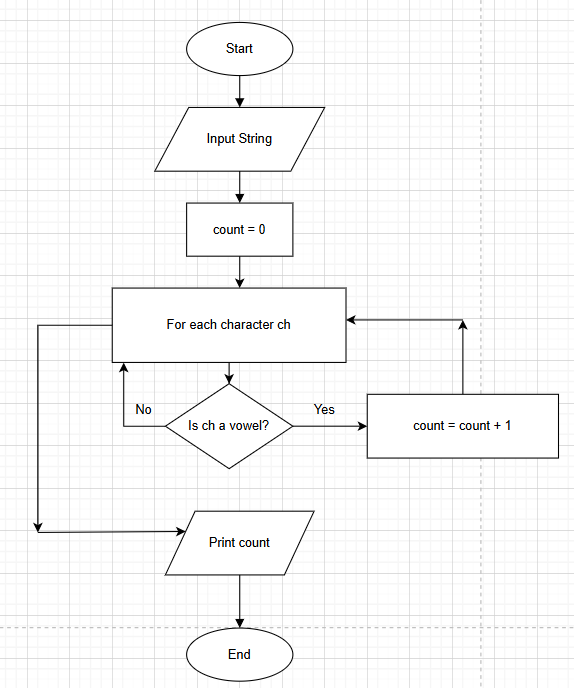 Start
Input String
count = 0
For each character ch
No
Is ch a vowel?
Yes
count = count + 1
Print count
End